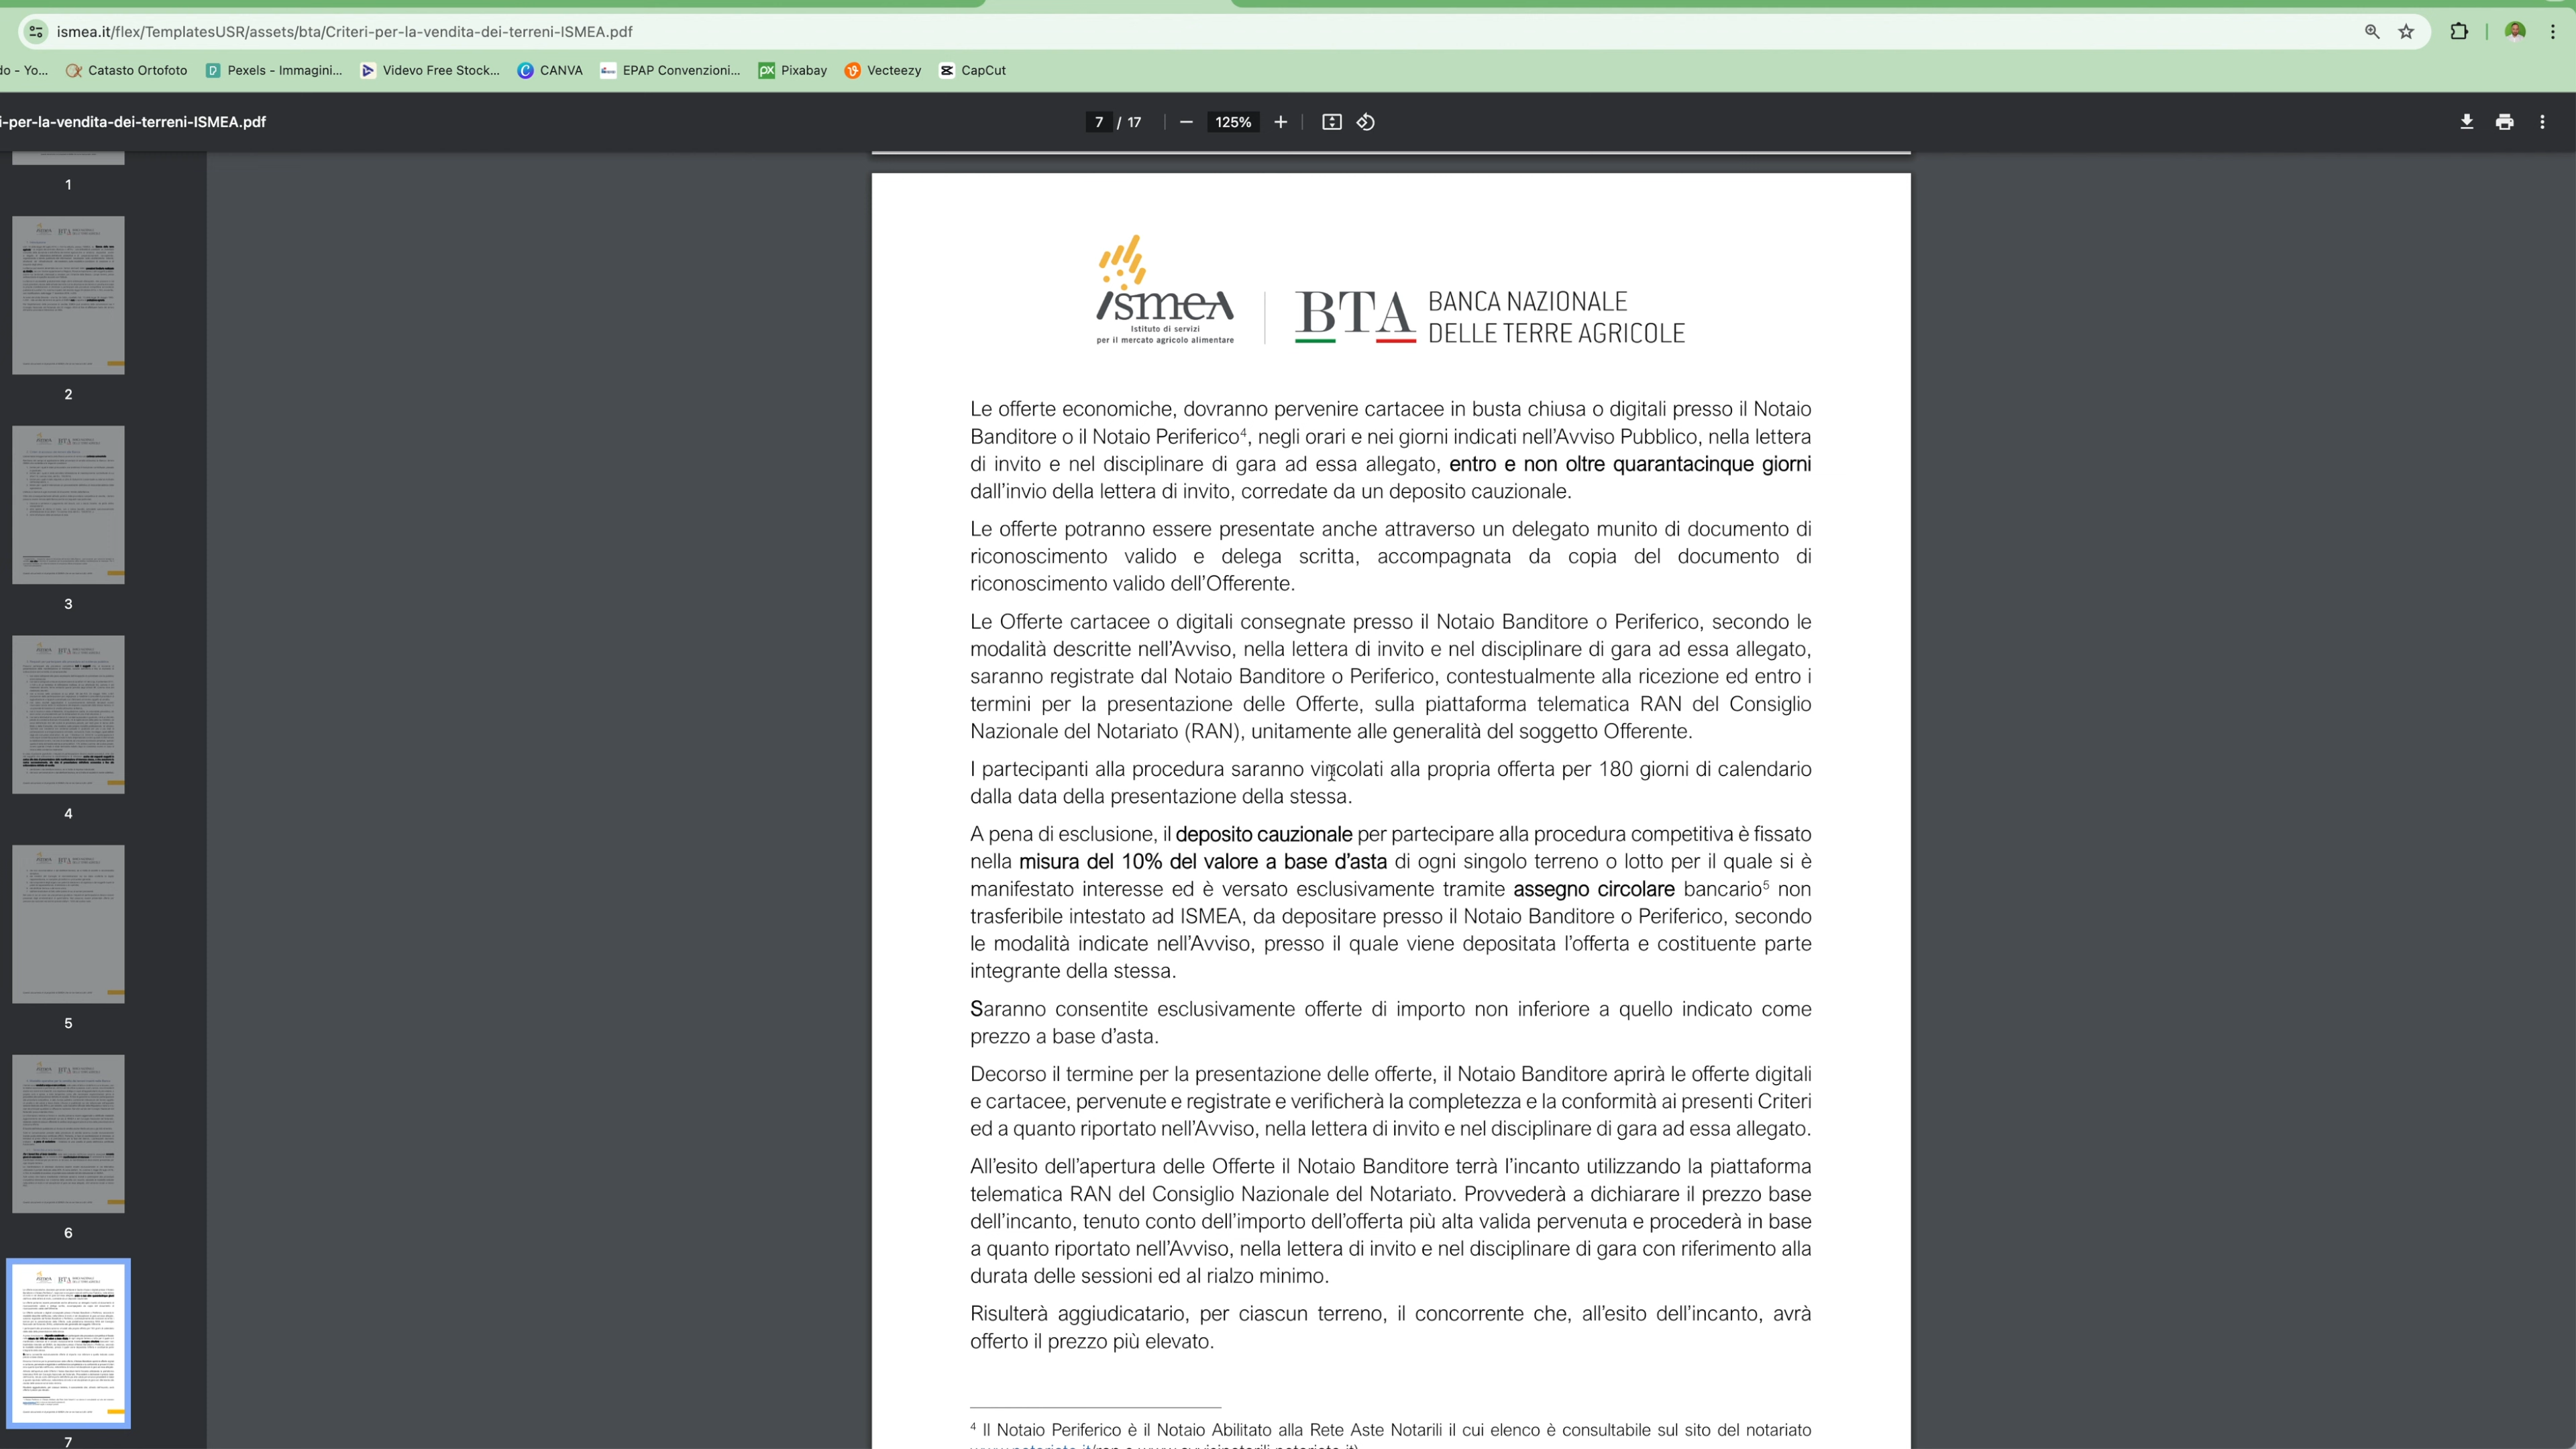 ismea.it/flex/TemplatesUSR/assets/bta/Criteri-per-la-vendita-dei-terreni-ISMEA.pdf
do - Yo... Catasto Ortofoto Pexels - Immagini... Videvo Free Stock... CANVA EPAP Convenzioni... Pixabay Vecteezy CapCut
i-per-la-vendita-dei-terreni-ISMEA.pdf
7 / 17 125%
1
2
3
4
5
6
7
ismea
Istituto di servizi
per il mercato agricolo alimentare
BTA BANCA NAZIONALE
DELLE TERRE AGRICOLE
Le offerte economiche, dovranno pervenire cartacee in busta chiusa o digitali presso il Notaio
Banditore o il Notaio Periferico⁴, negli orari e nei giorni indicati nell'Avviso Pubblico, nella lettera
di invito e nel disciplinare di gara ad essa allegato, entro e non oltre quarantacinque giorni
dall'invio della lettera di invito, corredate da un deposito cauzionale.
Le offerte potranno essere presentate anche attraverso un delegato munito di documento di
riconoscimento valido e delega scritta, accompagnata da copia del documento di
riconoscimento valido dell'Offerente.
Le Offerte cartacee o digitali consegnate presso il Notaio Banditore o Periferico, secondo le
modalità descritte nell'Avviso, nella lettera di invito e nel disciplinare di gara ad essa allegato,
saranno registrate dal Notaio Banditore o Periferico, contestualmente alla ricezione ed entro i
termini per la presentazione delle Offerte, sulla piattaforma telematica RAN del Consiglio
Nazionale del Notariato (RAN), unitamente alle generalità del soggetto Offerente.
I partecipanti alla procedura saranno vincolati alla propria offerta per 180 giorni di calendario
dalla data della presentazione della stessa.
A pena di esclusione, il deposito cauzionale per partecipare alla procedura competitiva è fissato
nella misura del 10% del valore a base d'asta di ogni singolo terreno o lotto per il quale si è
manifestato interesse ed è versato esclusivamente tramite assegno circolare bancario⁵ non
trasferibile intestato ad ISMEA, da depositare presso il Notaio Banditore o Periferico, secondo
le modalità indicate nell'Avviso, presso il quale viene depositata l'offerta e costituente parte
integrante della stessa.
Saranno consentite esclusivamente offerte di importo non inferiore a quello indicato come
prezzo a base d'asta.
Decorso il termine per la presentazione delle offerte, il Notaio Banditore aprirà le offerte digitali
e cartacee, pervenute e registrate e verificherà la completezza e la conformità ai presenti Criteri
ed a quanto riportato nell'Avviso, nella lettera di invito e nel disciplinare di gara ad essa allegato.
All'esito dell'apertura delle Offerte il Notaio Banditore terrà l'incanto utilizzando la piattaforma
telematica RAN del Consiglio Nazionale del Notariato. Provvederà a dichiarare il prezzo base
dell'incanto, tenuto conto dell'importo dell'offerta più alta valida pervenuta e procederà in base
a quanto riportato nell'Avviso, nella lettera di invito e nel disciplinare di gara con riferimento alla
durata delle sessioni ed al rialzo minimo.
Risulterà aggiudicatario, per ciascun terreno, il concorrente che, all'esito dell'incanto, avrà
offerto il prezzo più elevato.
⁴ Il Notaio Periferico è il Notaio Abilitato alla Rete Aste Notarili il cui elenco è consultabile sul sito del notariato